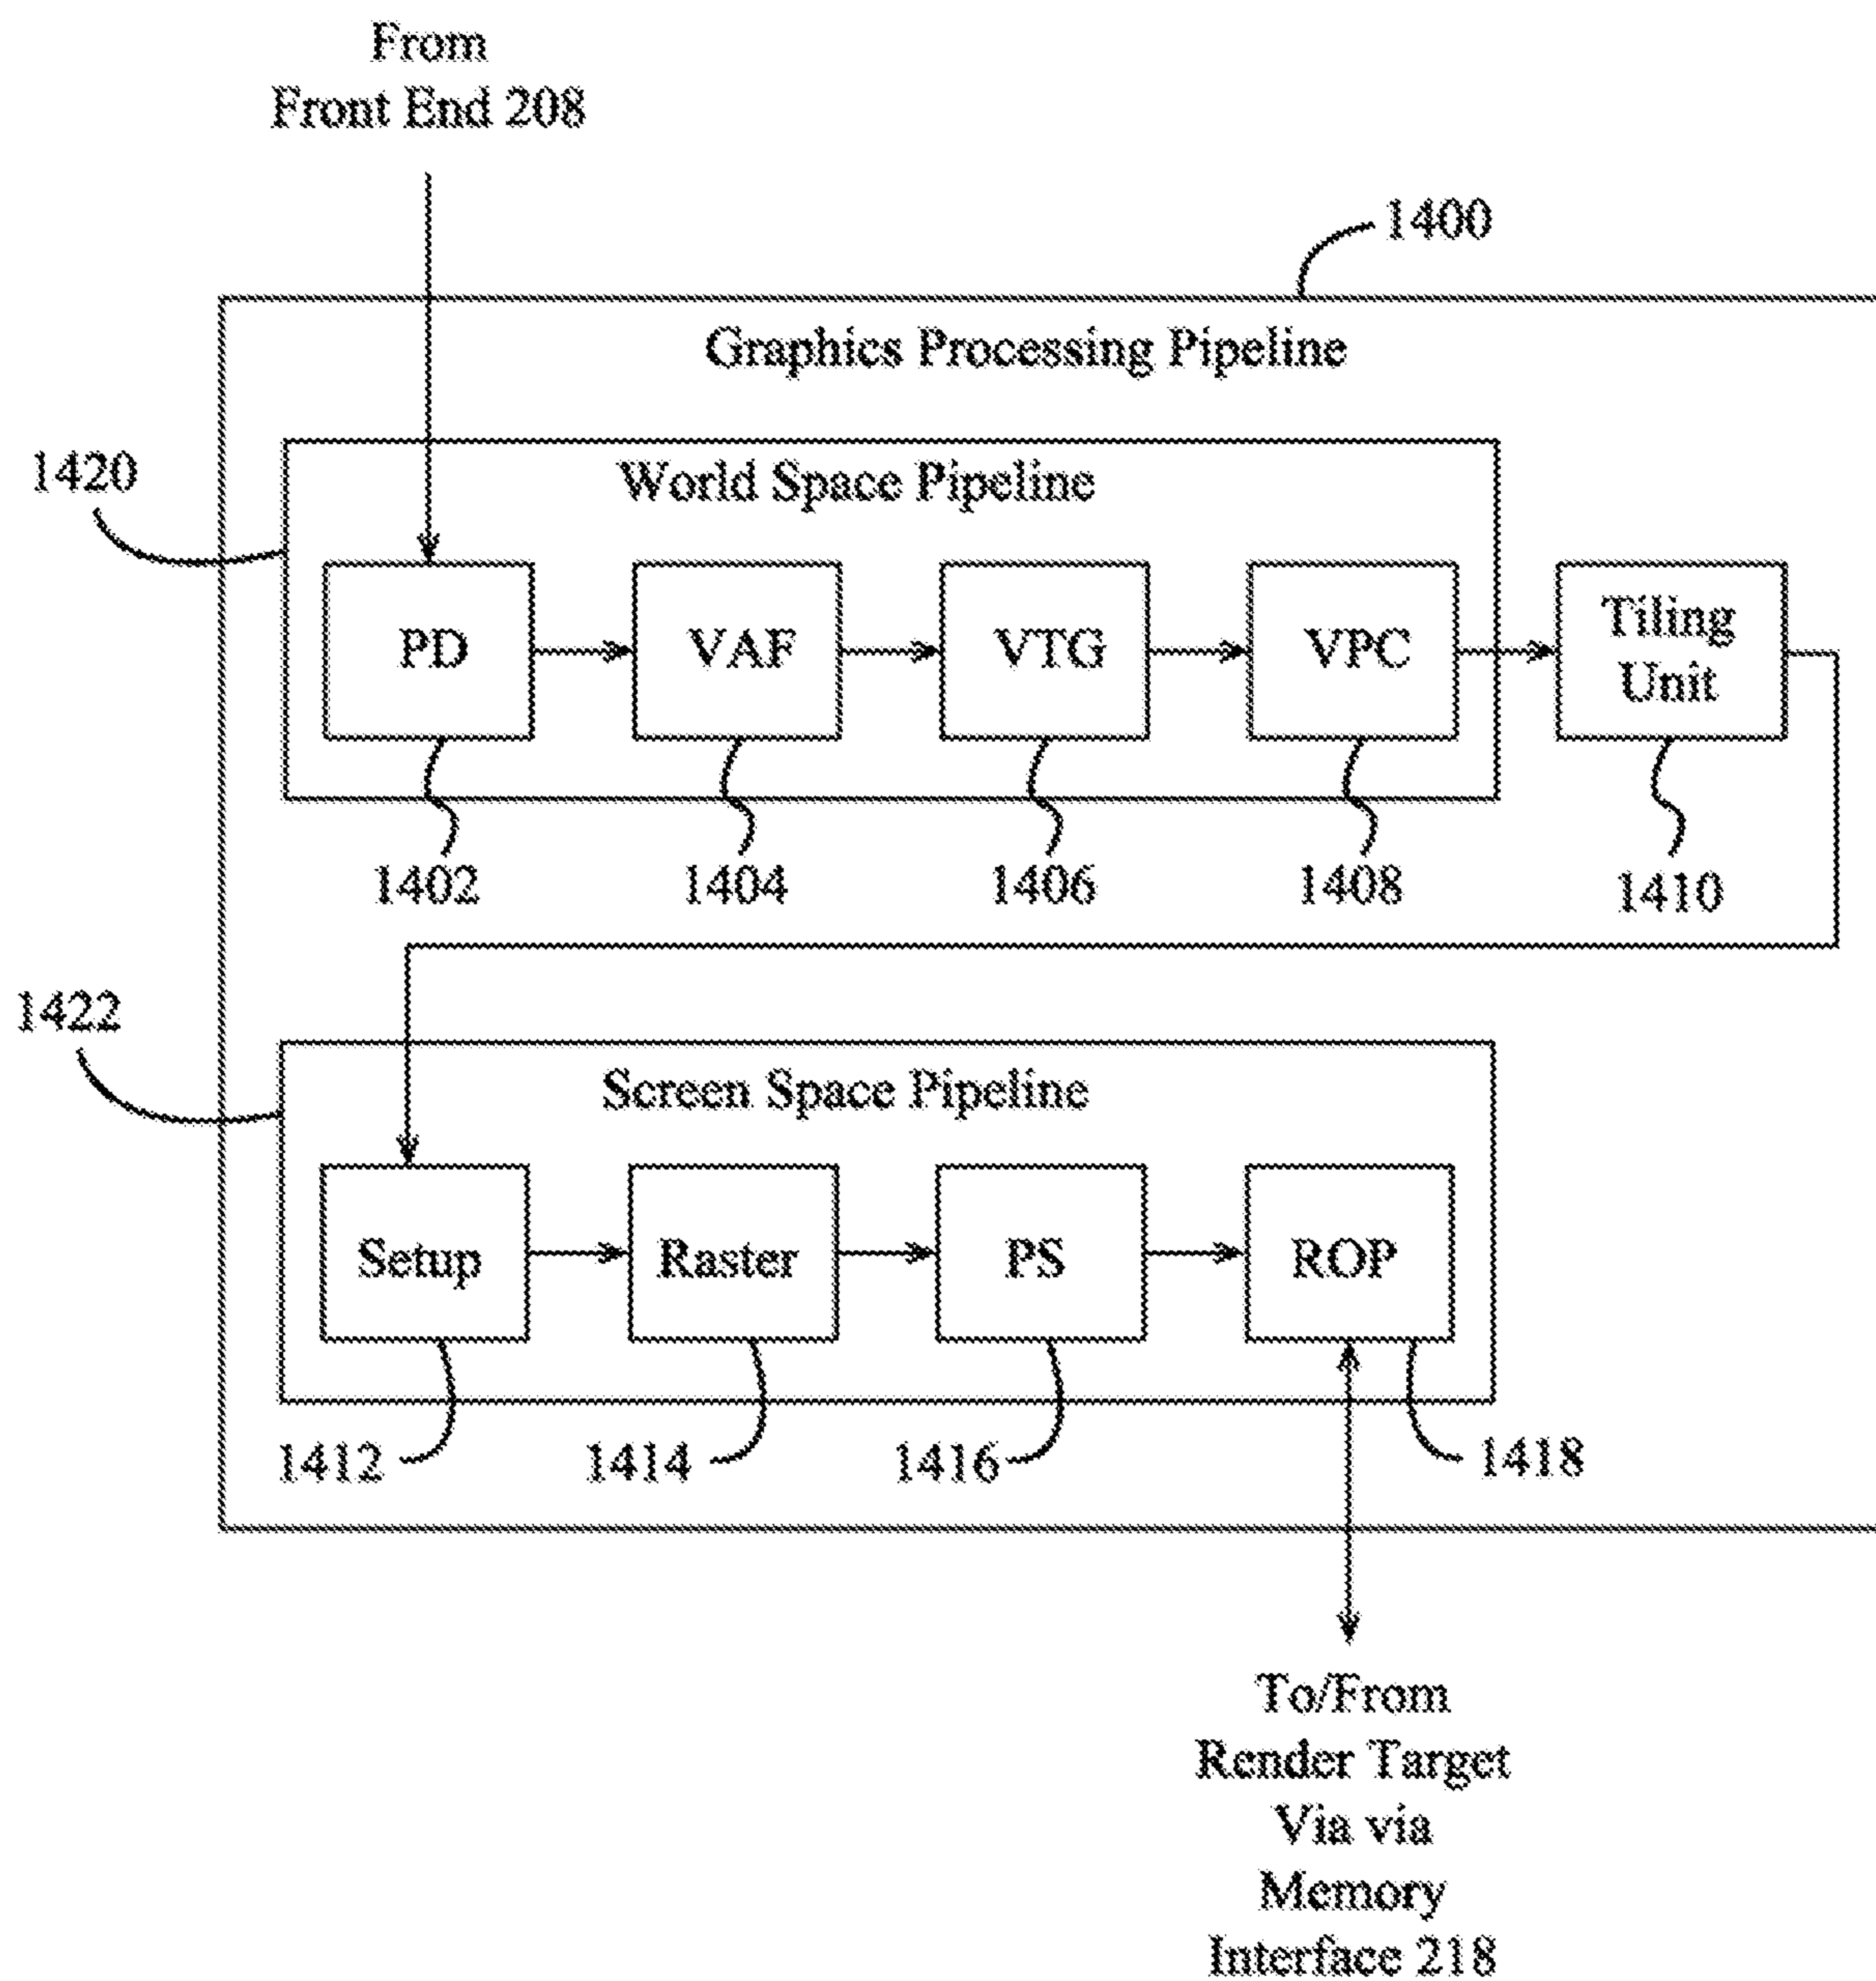 From
Front End 208
1400
Graphics Processing Pipeline
1420
World Space Pipeline
PD
VAF
VTG
VPC
Tiling
Unit
1402
1404
1406
1408
1410
1422
Screen Space Pipeline
Setup
Raster
PS
ROP
1412
1414
1416
1418
To/From
Render Target
Via via
Memory
Interface 218